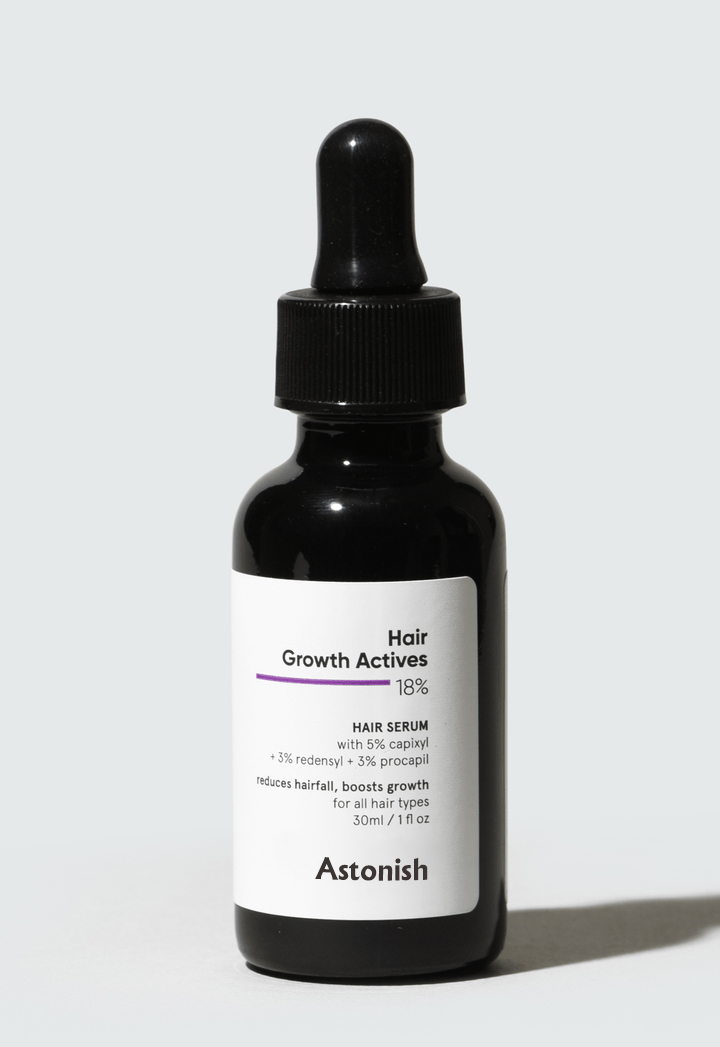 Hair
Growth Actives
18%
HAIR SERUM
with 5% capixyl
+ 3% redensyl + 3% procapil
reduces hairfall, boosts growth
for all hair types
30ml / 1 fl oz
Astonish